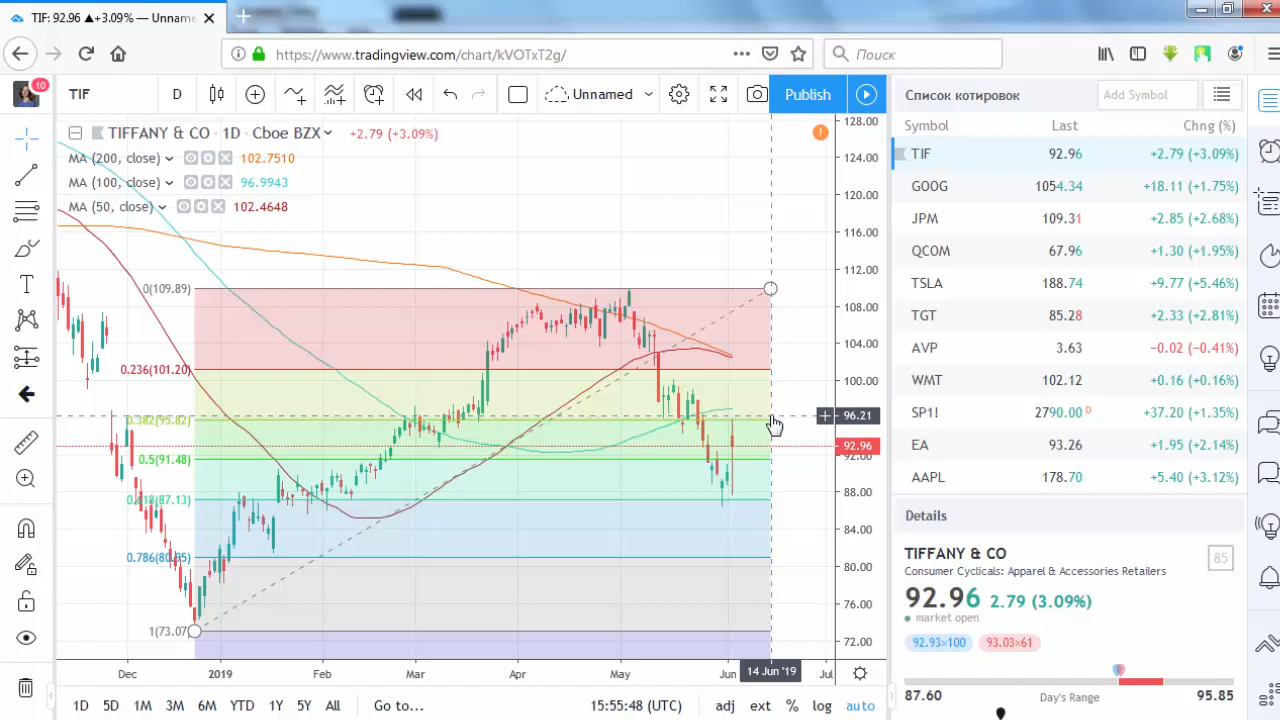 TIF: 92.96 ▲+3.09% — Unname
https://www.tradingview.com/chart/kVOTxT2g/
Поиск
10
TIF D Unnamed Publish
TIFFANY & CO · 1D · Cboe BZX +2.79 (+3.09%)
MA (200, close) 102.7510
MA (100, close) 96.9943
MA (50, close) 102.4648
0(109.89)
0.236(101.20)
0.382(95.82)
0.5(91.48)
0.618(87.13)
0.786(80.95)
1(73.07)
128.00
124.00
120.00
116.00
112.00
108.00
104.00
100.00
96.21
92.96
92.00
88.00
84.00
80.00
76.00
72.00
Dec 2019 Feb Mar Apr May Jun 14 Jun '19 Jul
1D 5D 1M 3M 6M YTD 1Y 5Y All Go to... 15:55:48 (UTC) adj ext % log auto
Список котировок Add Symbol
Symbol Last Chng (%)
TIF 92.96 +2.79 (+3.09%)
GOOG 1054.34 +18.11 (+1.75%)
JPM 109.31 +2.85 (+2.68%)
QCOM 67.96 +1.30 (+1.95%)
TSLA 188.74 +9.77 (+5.46%)
TGT 85.28 +2.33 (+2.81%)
AVP 3.63 −0.02 (−0.41%)
WMT 102.12 +0.16 (+0.16%)
SP1! 2790.00 D +37.20 (+1.35%)
EA 93.26 +1.95 (+2.14%)
AAPL 178.70 +5.40 (+3.12%)
Details
TIFFANY & CO 85
Consumer Cyclicals: Apparel & Accessories Retailers
92.96 2.79 (3.09%)
market open
92.93×100 93.03×61
87.60 Day's Range 95.85